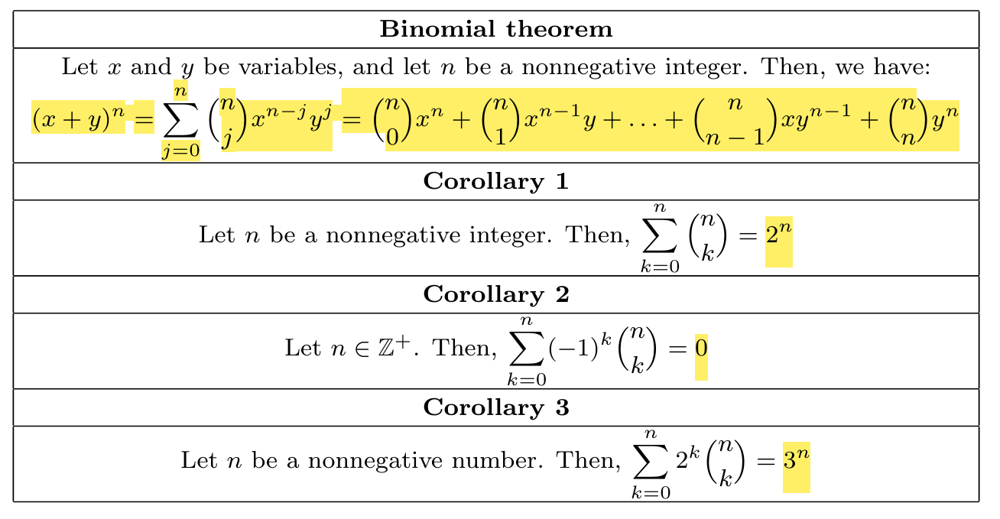 Binomial theorem
Let x and y be variables, and let n be a nonnegative integer. Then, we have:
$(x + y)^n = \sum_{j=0}^{n} \binom{n}{j} x^{n-j} y^j = \binom{n}{0} x^n + \binom{n}{1} x^{n-1} y + \ldots + \binom{n}{n-1} x y^{n-1} + \binom{n}{n} y^n$
Corollary 1
Let n be a nonnegative integer. Then, $\sum_{k=0}^{n} \binom{n}{k} = 2^n$
Corollary 2
Let $n \in \mathbb{Z}^+$. Then, $\sum_{k=0}^{n} (-1)^k \binom{n}{k} = 0$
Corollary 3
Let n be a nonnegative number. Then, $\sum_{k=0}^{n} 2^k \binom{n}{k} = 3^n$